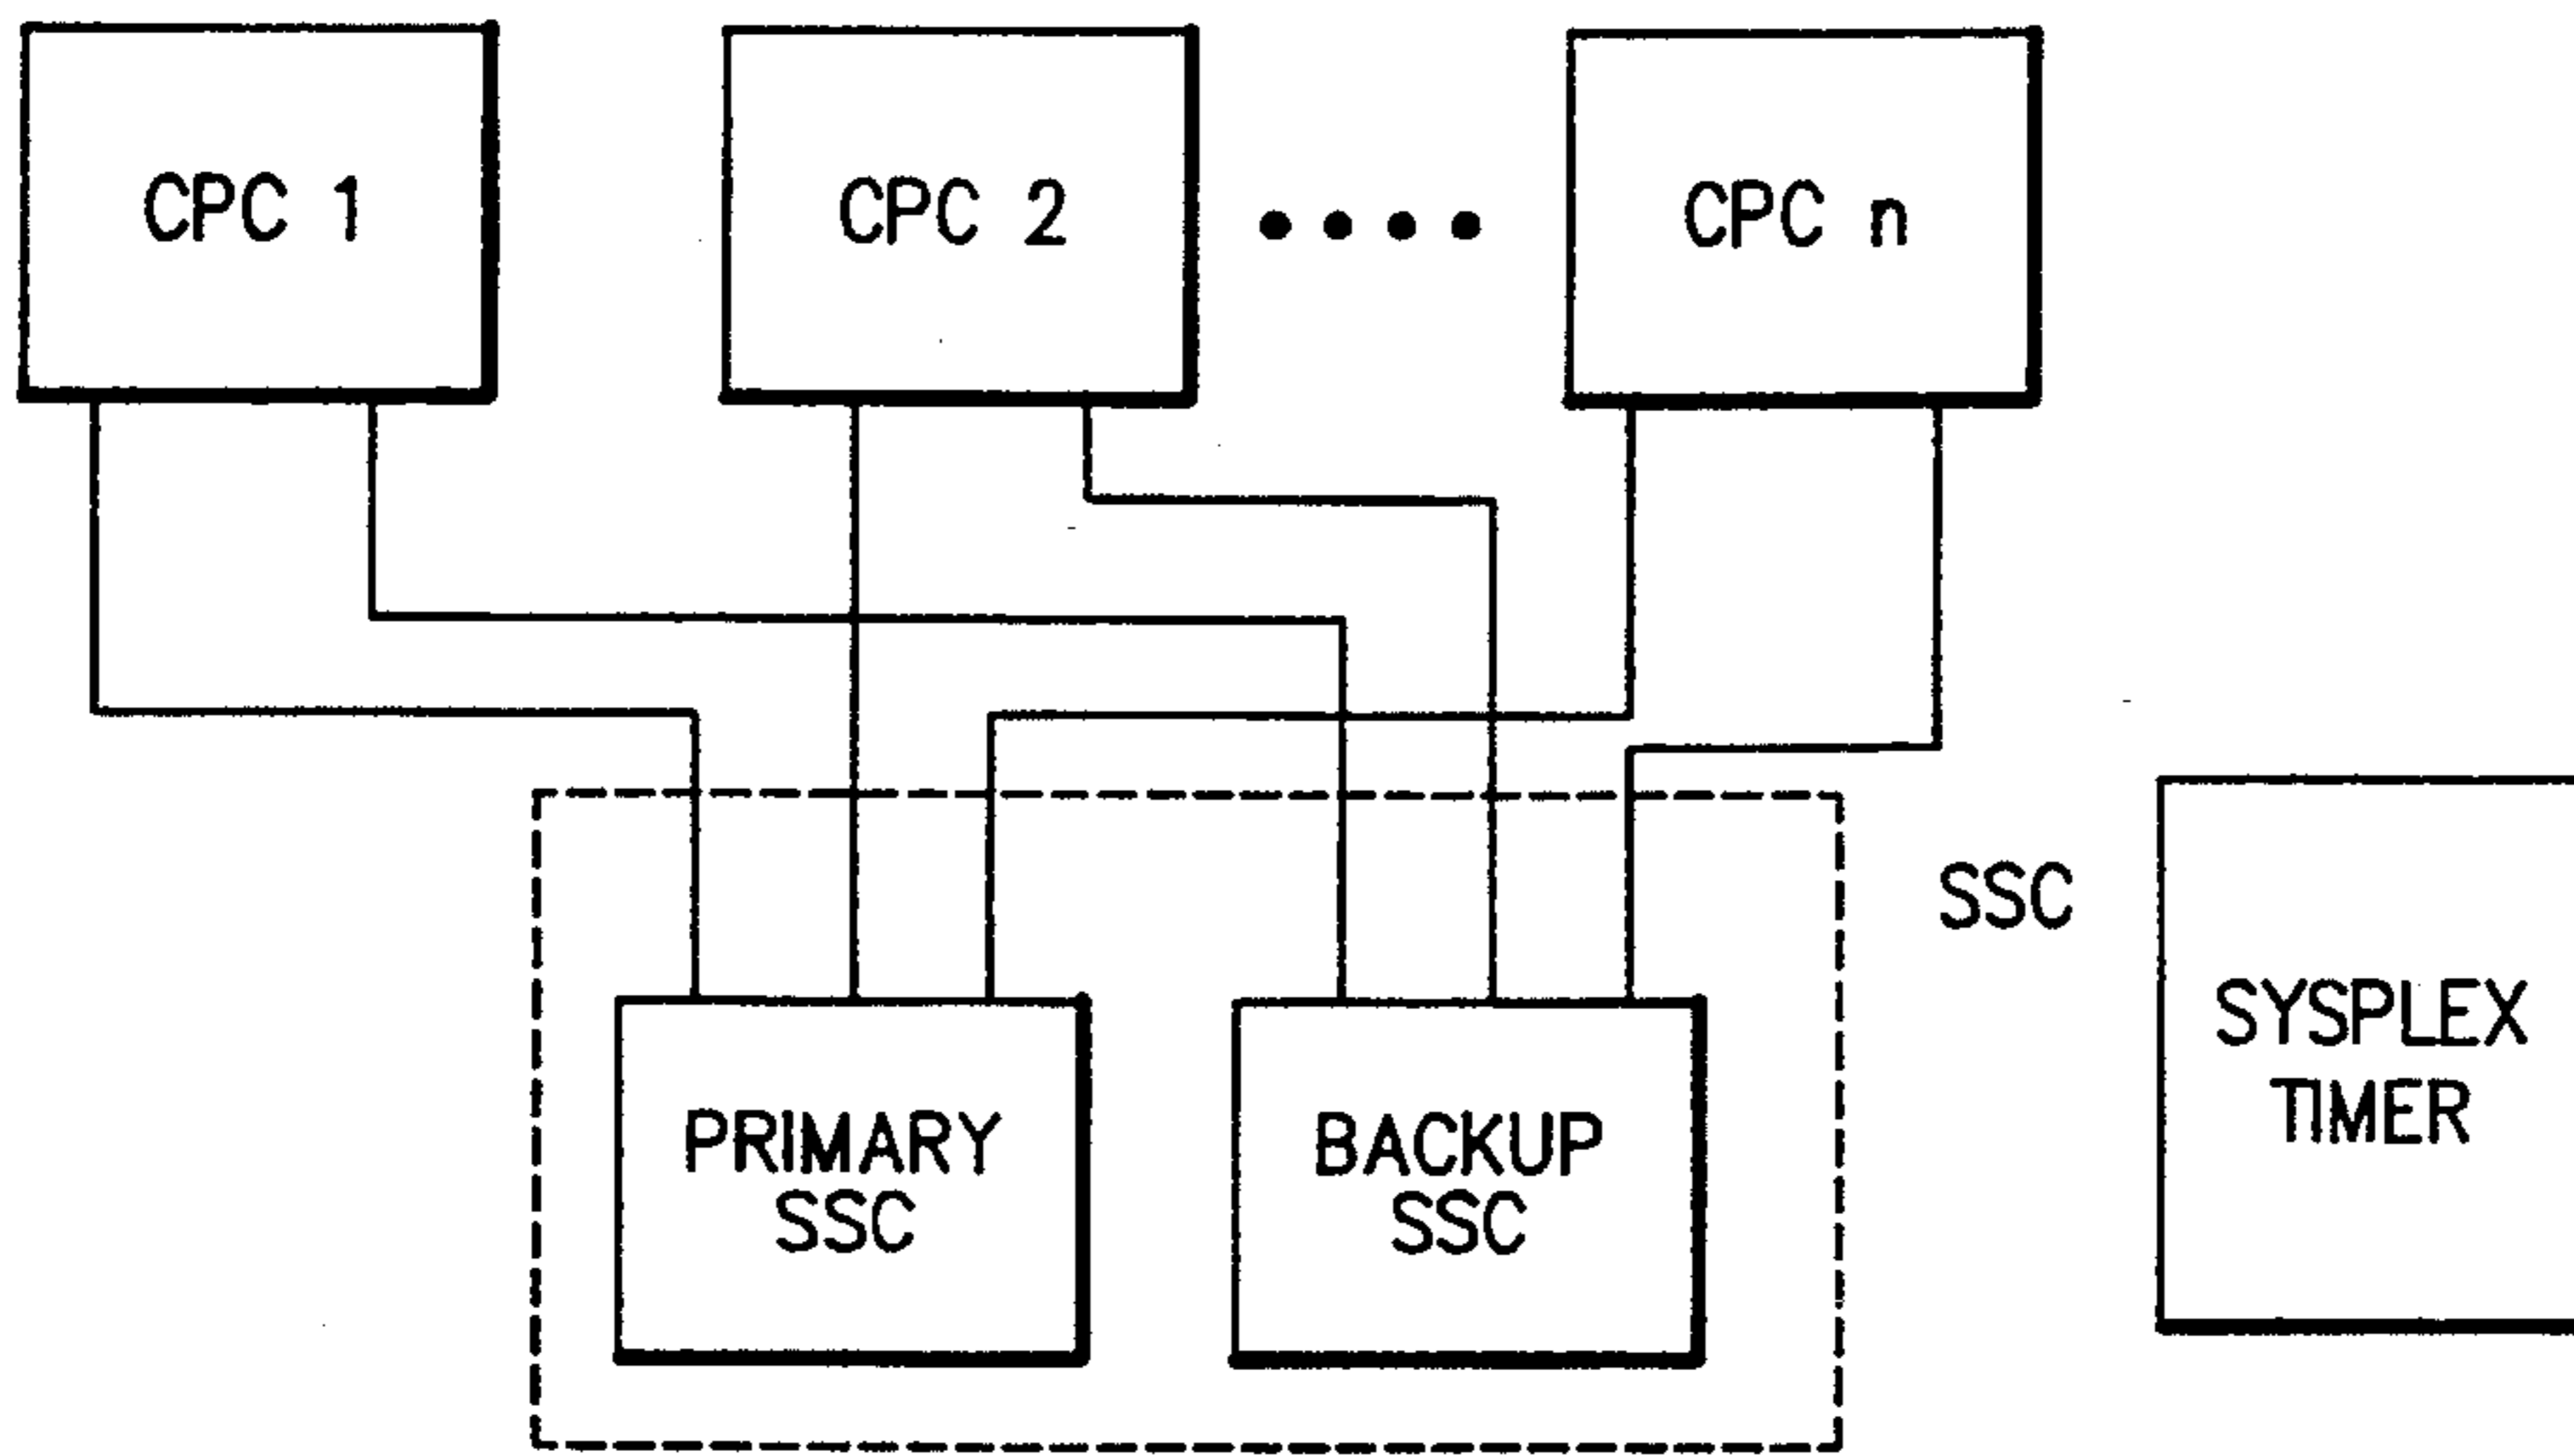 CPC 1
CPC 2
CPC n
SSC
SYSPLEX
TIMER
PRIMARY
SSC
BACKUP
SSC